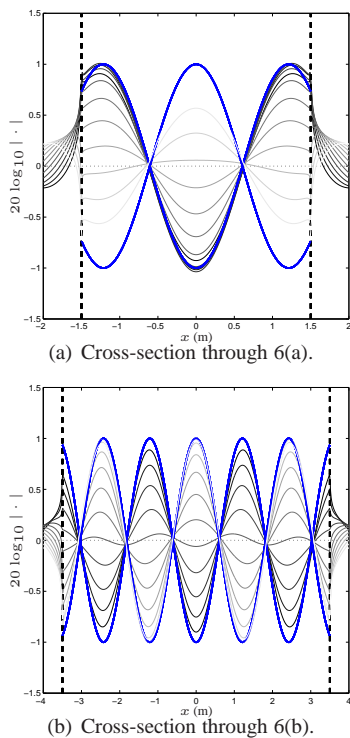 1.5
1
0.5
0
−0.5
−1
−1.5
20 log10 | · |
−2 −1.5 −1 −0.5 0 0.5 1 1.5 2
x (m)
(a) Cross-section through 6(a).
1.5
1
0.5
0
−0.5
−1
−1.5
20 log10 | · |
−4 −3 −2 −1 0 1 2 3 4
x (m)
(b) Cross-section through 6(b).